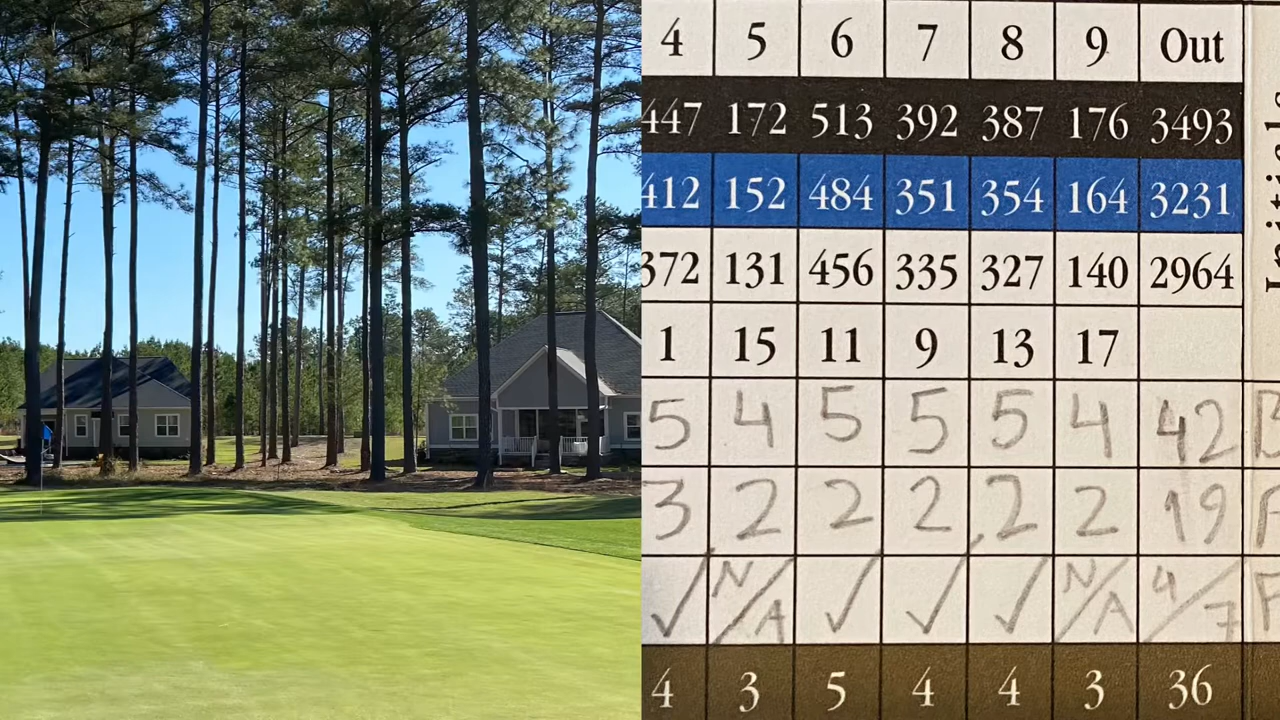 4 5 6 7 8 9 Out
447 172 513 392 387 176 3493
412 152 484 351 354 164 3231
372 131 456 335 327 140 2964
1 15 11 9 13 17
5 4 5 5 5 4 42
3 2 2 2 2 2 19
✓ N/A ✓ ✓ ✓ N/A 4/7
4 3 5 4 4 3 36
Initials